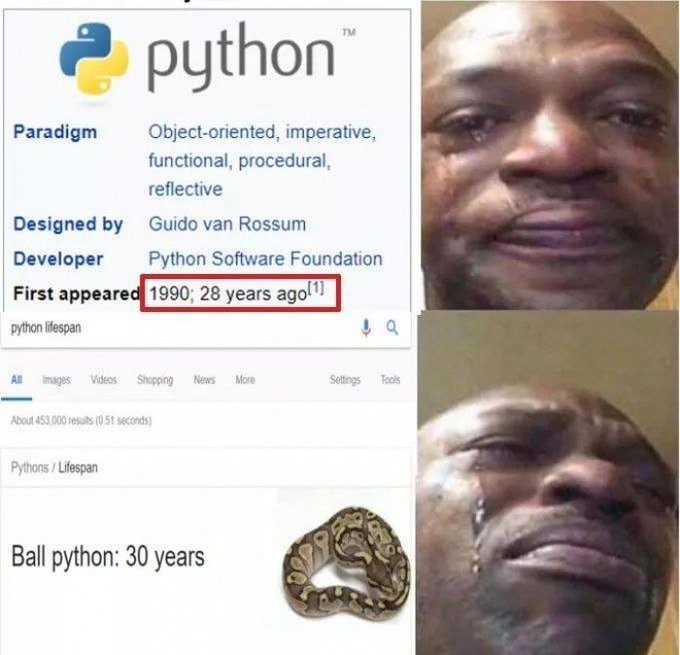 python™
Paradigm Object-oriented, imperative,
functional, procedural,
reflective
Designed by Guido van Rossum
Developer Python Software Foundation
First appeared 1990; 28 years ago[1]
python lifespan
All Images Videos Shopping News More Settings Tools
About 453,000 results (0.51 seconds)
Pythons / Lifespan
Ball python: 30 years